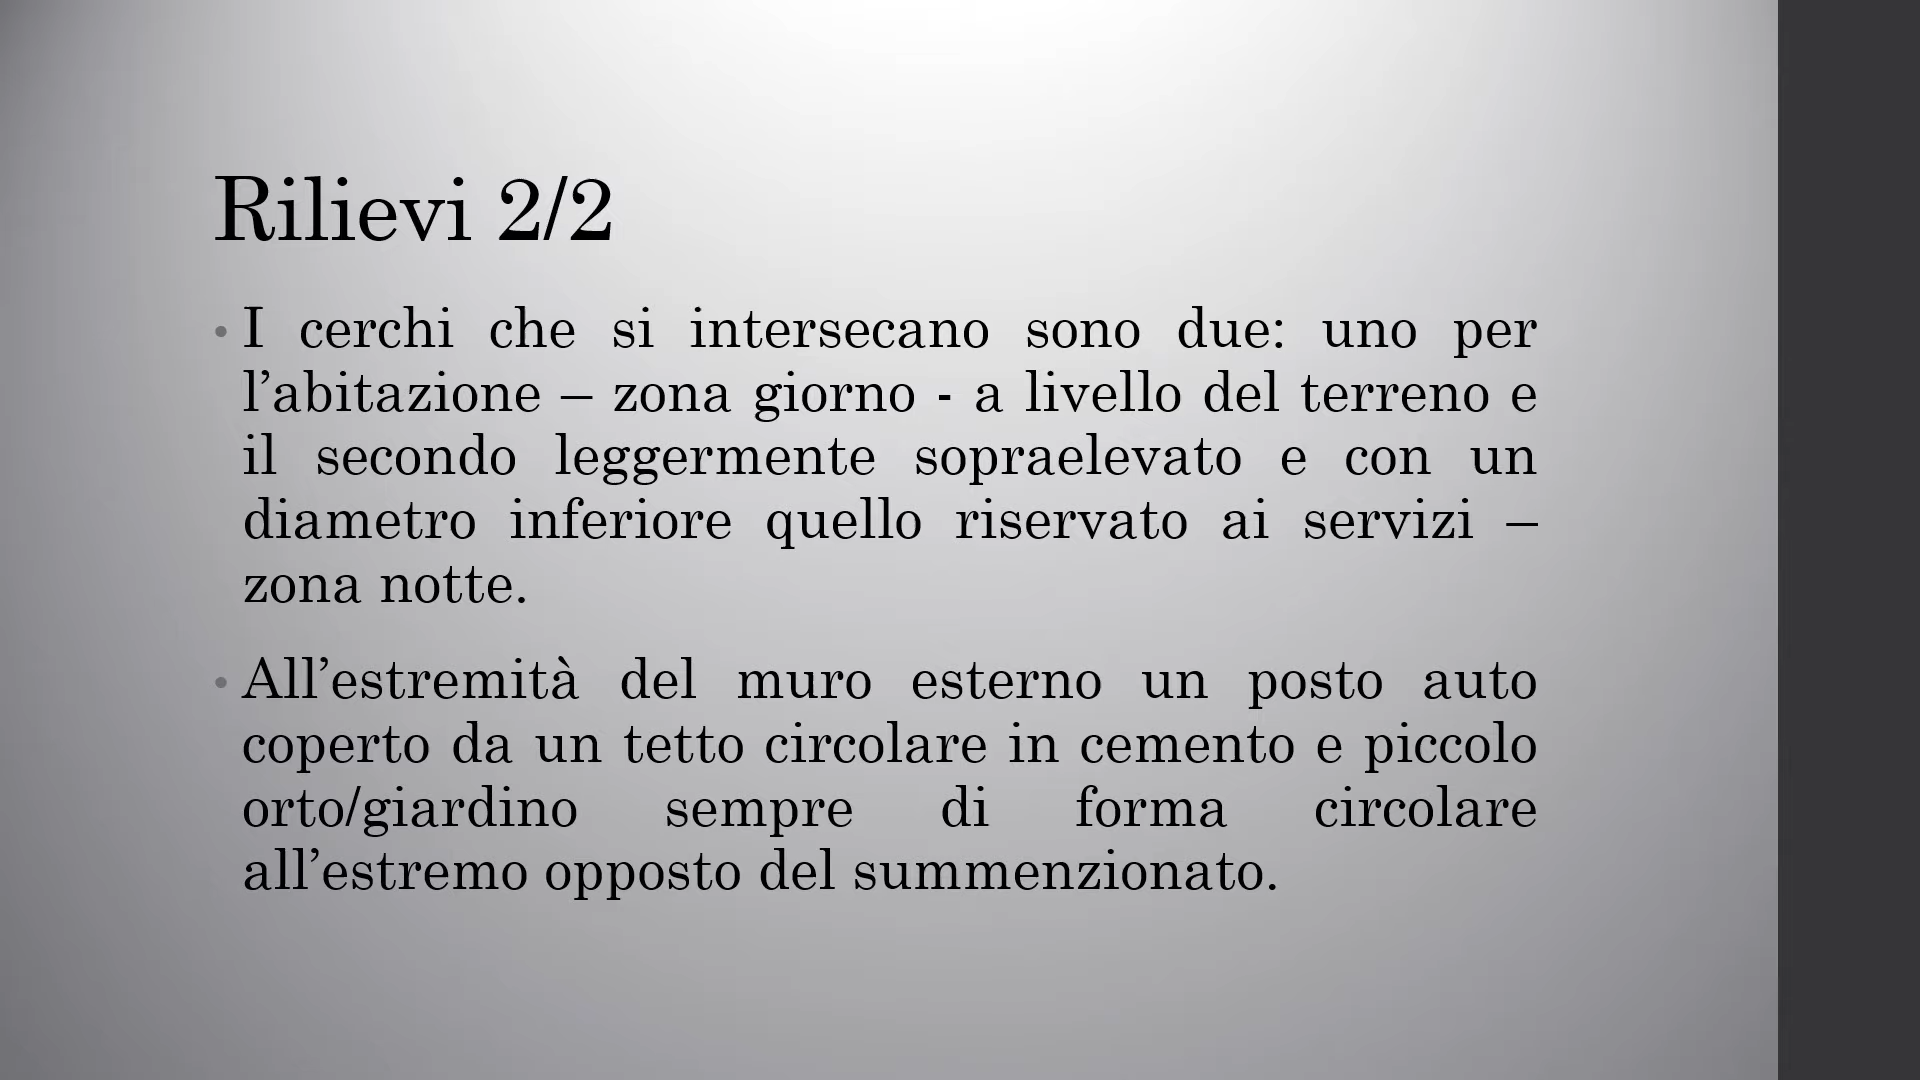 Rilievi 2/2
• I cerchi che si intersecano sono due: uno per
l’abitazione – zona giorno - a livello del terreno e
il secondo leggermente sopraelevato e con un
diametro inferiore quello riservato ai servizi –
zona notte.
• All’estremità del muro esterno un posto auto
coperto da un tetto circolare in cemento e piccolo
orto/giardino sempre di forma circolare
all’estremo opposto del summenzionato.